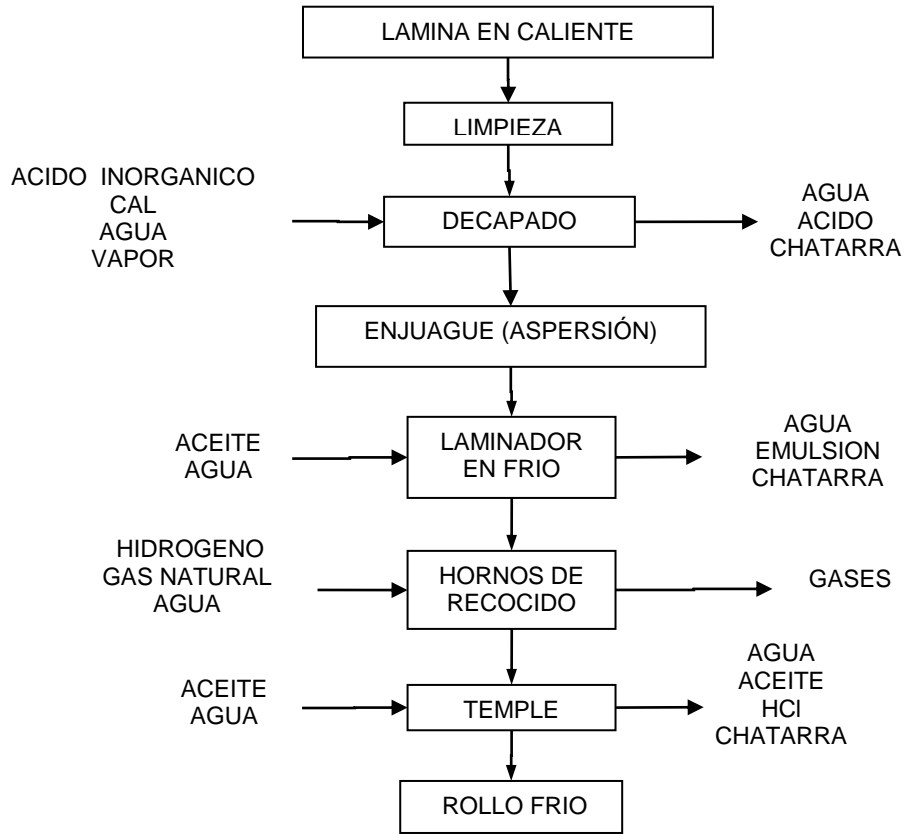 LAMINA EN CALIENTE
LIMPIEZA
ACIDO INORGANICO
CAL
AGUA
VAPOR
DECAPADO
AGUA
ACIDO
CHATARRA
ENJUAGUE (ASPERSIÓN)
ACEITE
AGUA
LAMINADOR
EN FRIO
AGUA
EMULSION
CHATARRA
HIDROGENO
GAS NATURAL
AGUA
HORNOS DE
RECOCIDO
GASES
ACEITE
AGUA
TEMPLE
AGUA
ACEITE
HCl
CHATARRA
ROLLO FRIO